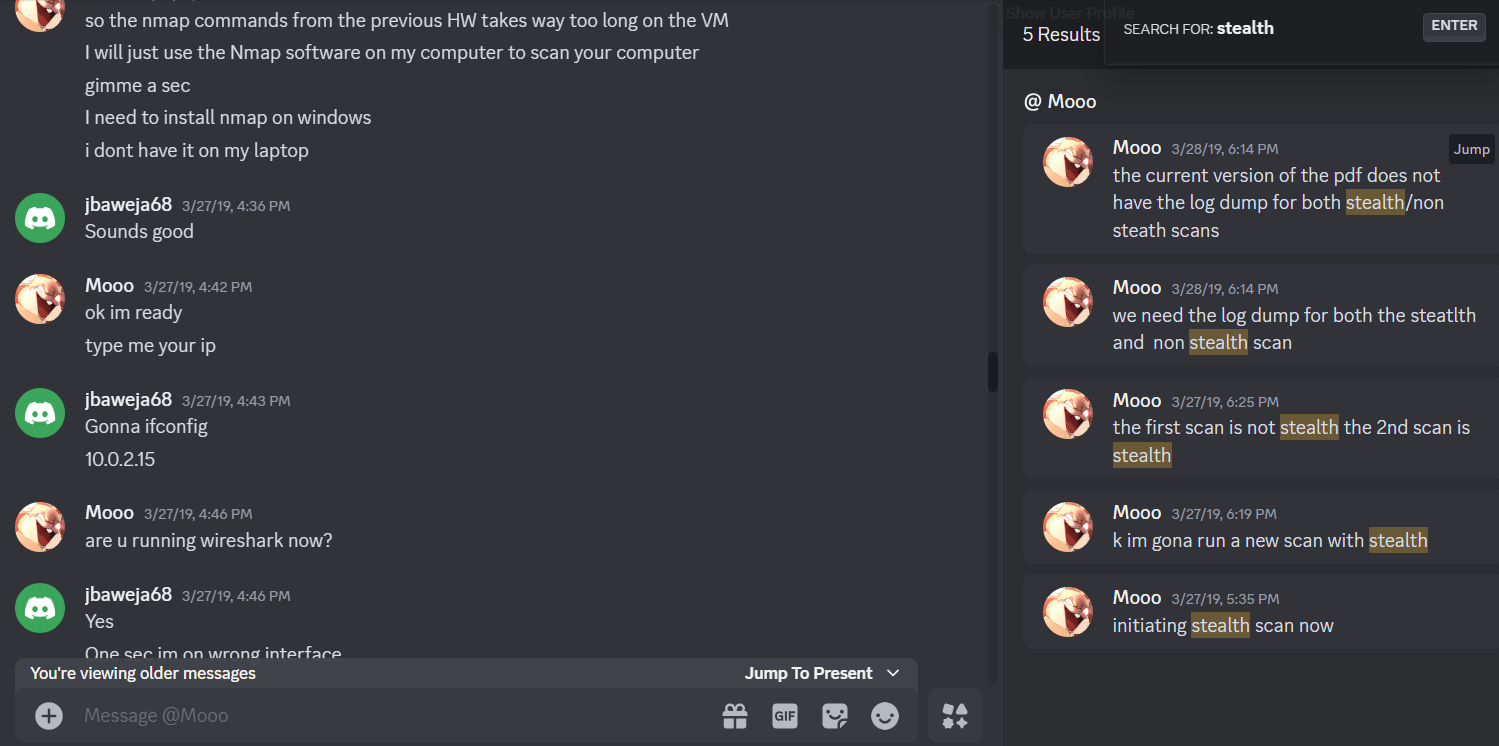 so the nmap commands from the previous HW takes way too long on the VM
I will just use the Nmap software on my computer to scan your computer
gimme a sec
I need to install nmap on windows
i dont have it on my laptop
jbaweja68 3/27/19, 4:36 PM
Sounds good
Mooo 3/27/19, 4:42 PM
ok im ready
type me your ip
jbaweja68 3/27/19, 4:43 PM
Gonna ifconfig
10.0.2.15
Mooo 3/27/19, 4:46 PM
are u running wireshark now?
jbaweja68 3/27/19, 4:46 PM
Yes
One sec im on wrong interface
You're viewing older messages
Jump To Present
Message @Mooo
GIF
Show User Profile
5 Results
SEARCH FOR: stealth
ENTER
@ Mooo
Mooo 3/28/19, 6:14 PM
Jump
the current version of the pdf does not
have the log dump for both stealth/non
steath scans
Mooo 3/28/19, 6:14 PM
we need the log dump for both the steatlth
and non stealth scan
Mooo 3/27/19, 6:25 PM
the first scan is not stealth the 2nd scan is
stealth
Mooo 3/27/19, 6:19 PM
k im gona run a new scan with stealth
Mooo 3/27/19, 5:35 PM
initiating stealth scan now